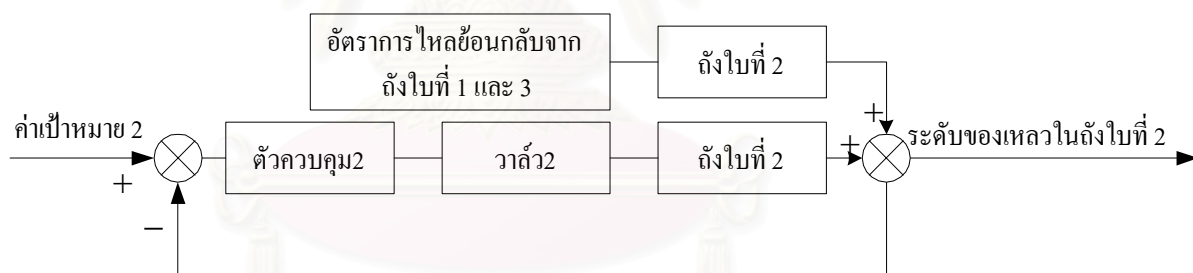 อัตราการไหลย้อนกลับจาก
ถังใบที่ 1 และ 3
ถังใบที่ 2
ค่าเป้าหมาย 2
+
−
ตัวควบคุม2
วาล์ว2
ถังใบที่ 2
+
+
ระดับของเหลวในถังใบที่ 2